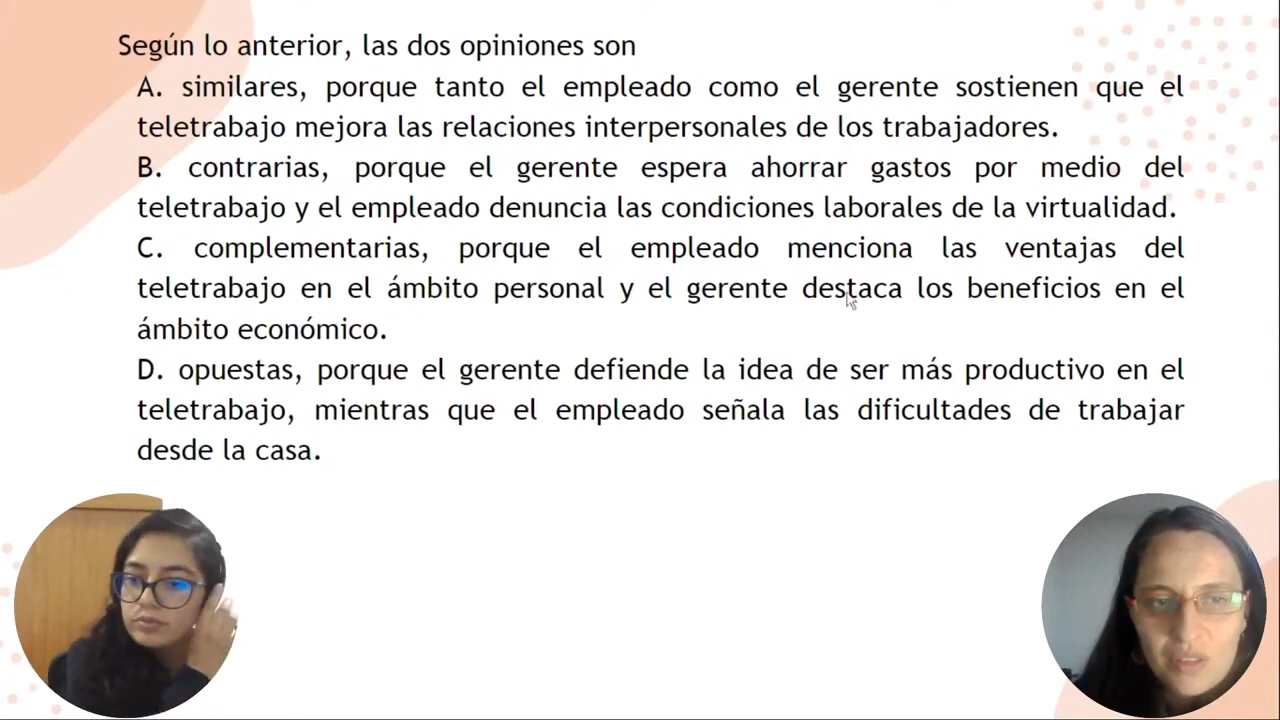 Según lo anterior, las dos opiniones son
A. similares, porque tanto el empleado como el gerente sostienen que el
teletrabajo mejora las relaciones interpersonales de los trabajadores.
B. contrarias, porque el gerente espera ahorrar gastos por medio del
teletrabajo y el empleado denuncia las condiciones laborales de la virtualidad.
C. complementarias, porque el empleado menciona las ventajas del
teletrabajo en el ámbito personal y el gerente destaca los beneficios en el
ámbito económico.
D. opuestas, porque el gerente defiende la idea de ser más productivo en el
teletrabajo, mientras que el empleado señala las dificultades de trabajar
desde la casa.